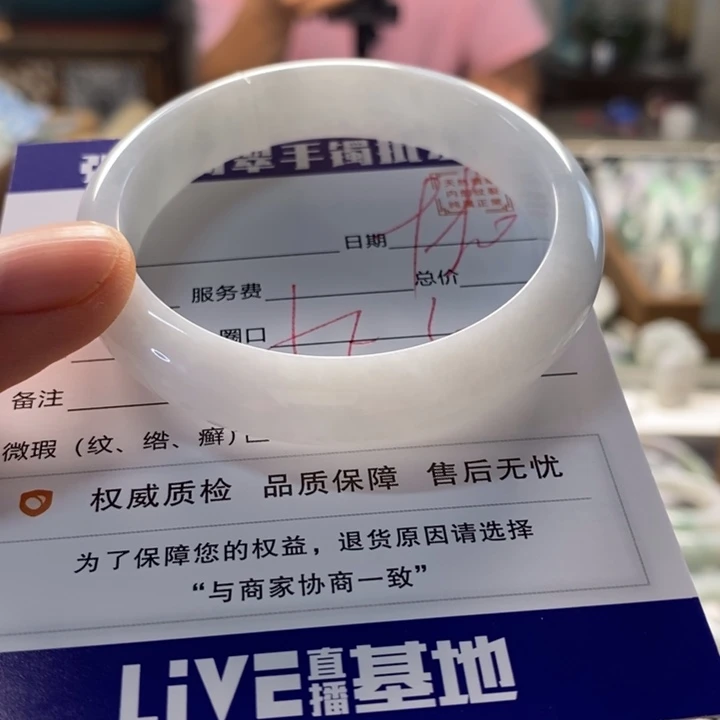 翠手镯
日期
服务费 总价
圈口
备注
微瑕（纹、绺、癣）
权威质检 品质保障 售后无忧
为了保障您的权益，退货原因请选择
“与商家协商一致”
LiVE直播基地